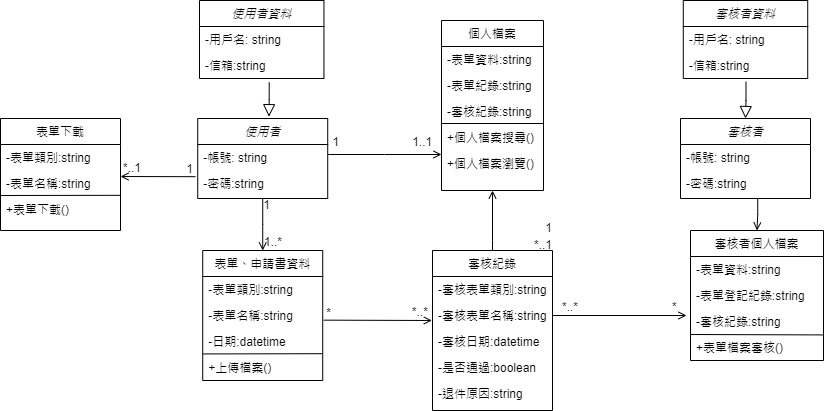 使用者資料
-用戶名: string
-信箱:string
個人檔案
-表單資料:string
-表單紀錄:string
-審核紀錄:string
+個人檔案搜尋()
+個人檔案瀏覽()
審核者資料
-用戶名: string
-信箱:string
表單下載
-表單類別:string
-表單名稱:string
+表單下載()
*..1
1
使用者
-帳號: string
-密碼:string
1
1..1
1
1..*
審核者
-帳號: string
-密碼:string
表單、申請書資料
-表單類別:string
-表單名稱:string
-日期:datetime
+上傳檔案()
*
*..*
1
*..1
審核紀錄
-審核表單類別:string
-審核表單名稱:string
-審核日期:datetime
-是否通過:boolean
-退件原因:string
*..*
*
審核者個人檔案
-表單資料:string
-表單登記紀錄:string
-審核紀錄:string
+表單檔案審核()